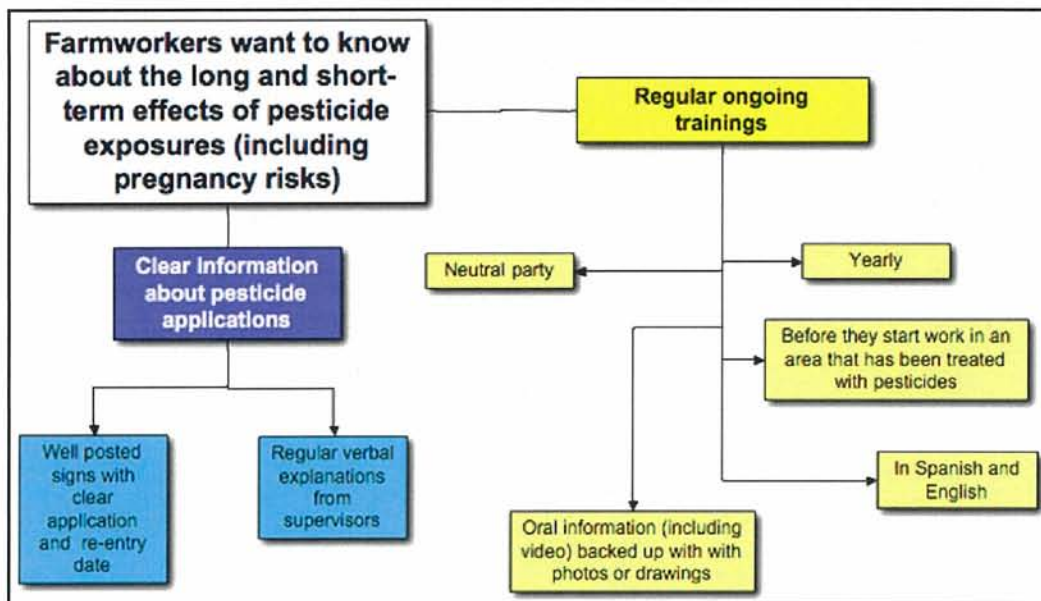 Farmworkers want to know
about the long and short-
term effects of pesticide
exposures (including
pregnancy risks)
Regular ongoing
trainings
Clear information
about pesticide
applications
Neutral party
Yearly
Before they start work in an
area that has been treated
with pesticides
Well posted
signs with
clear
application
and re-entry
date
Regular verbal
explanations
from
supervisors
In Spanish and
English
Oral information (including
video) backed up with with
photos or drawings